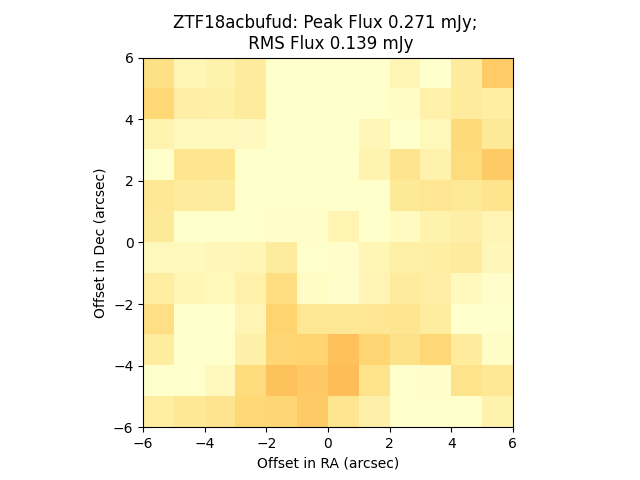 ZTF18acbufud: Peak Flux 0.271 mJy;
RMS Flux 0.139 mJy
6
4
2
0
−2
−4
−6
Offset in Dec (arcsec)
−6 −4 −2 0 2 4 6
Offset in RA (arcsec)